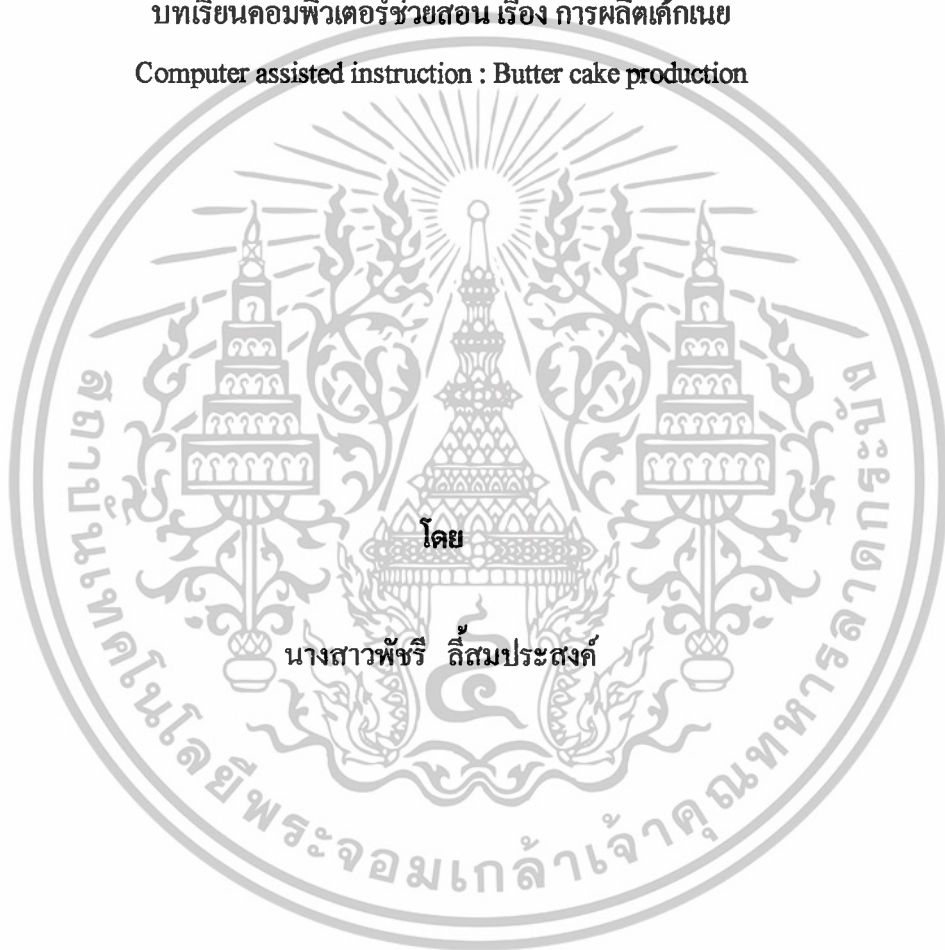 บทเรียนคอมพิวเตอร์ช่วยสอน เรื่อง การผลิตเค้กเนย
Computer assisted instruction : Butter cake production
โดย
นางสาวพัชรี ลี้สมประสงค์
๕
สถาบันเทคโนโลยีพระจอมเกล้าเจ้าคุณทหารลาดกระบัง